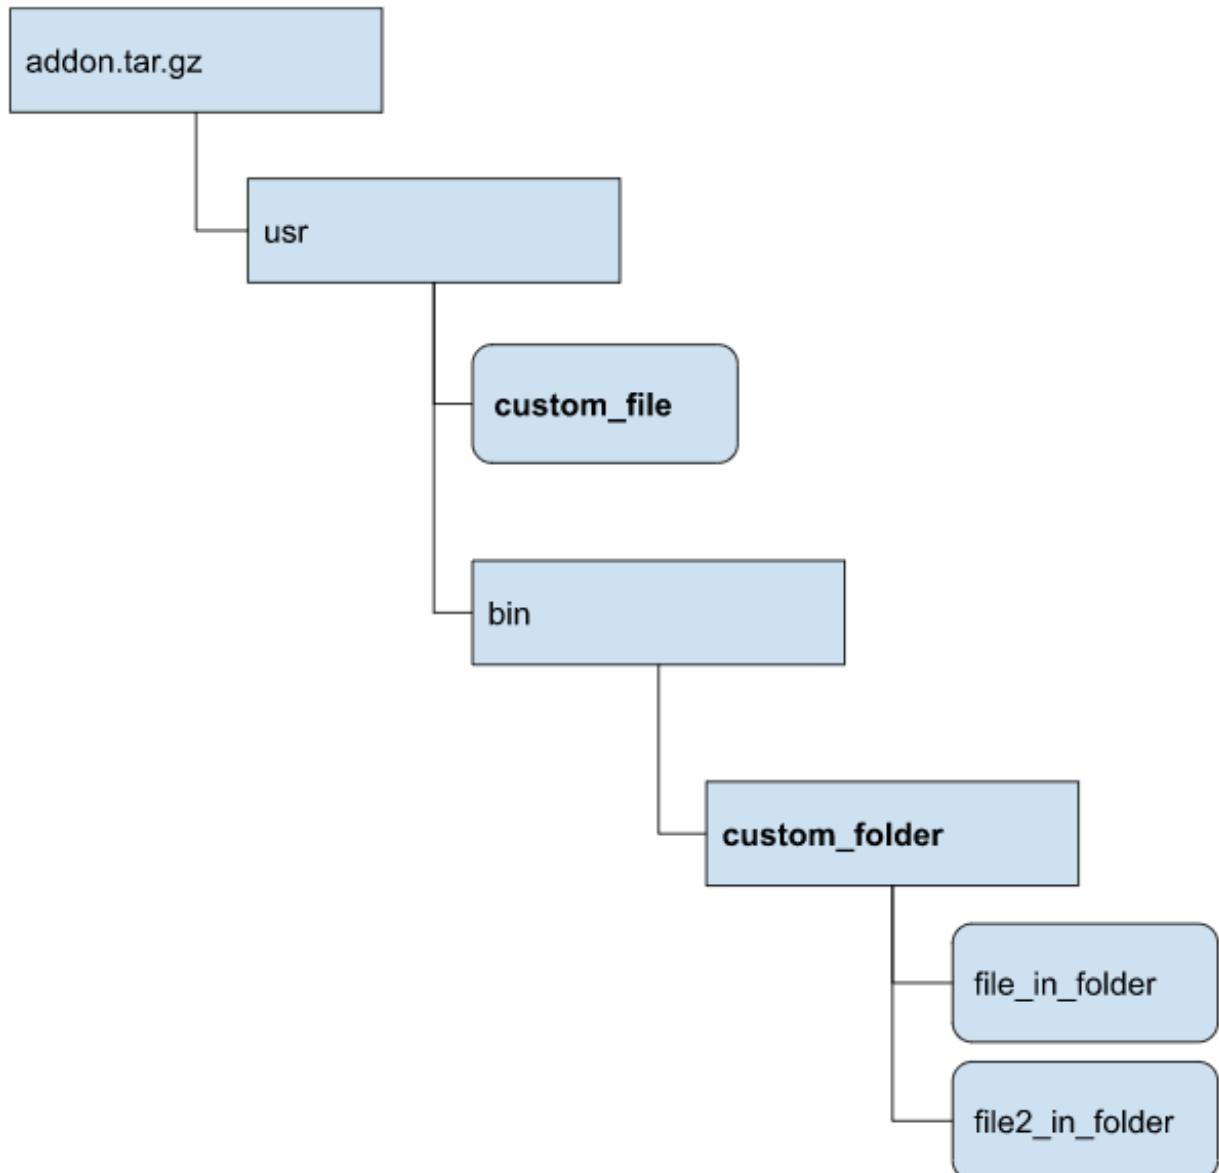 addon.tar.gz
usr
custom_file
bin
custom_folder
file_in_folder
file2_in_folder